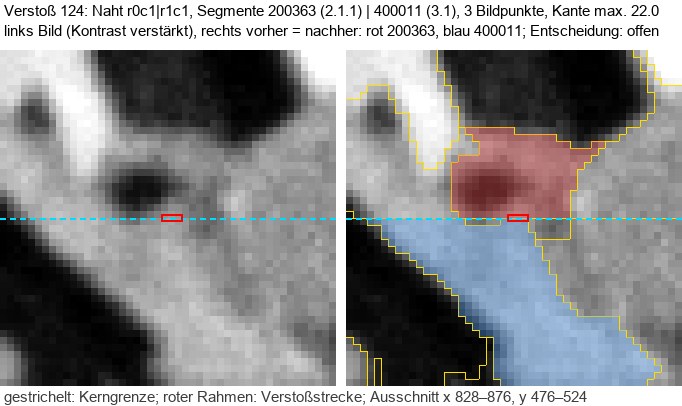 Verstoß 124: Naht r0c1|r1c1, Segmente 200363 (2.1.1) | 400011 (3.1), 3 Bildpunkte, Kante max. 22.0
links Bild (Kontrast verstärkt), rechts vorher = nachher: rot 200363, blau 400011; Entscheidung: offen
gestrichelt: Kerngrenze; roter Rahmen: Verstoßstrecke; Ausschnitt x 828–876, y 476–524